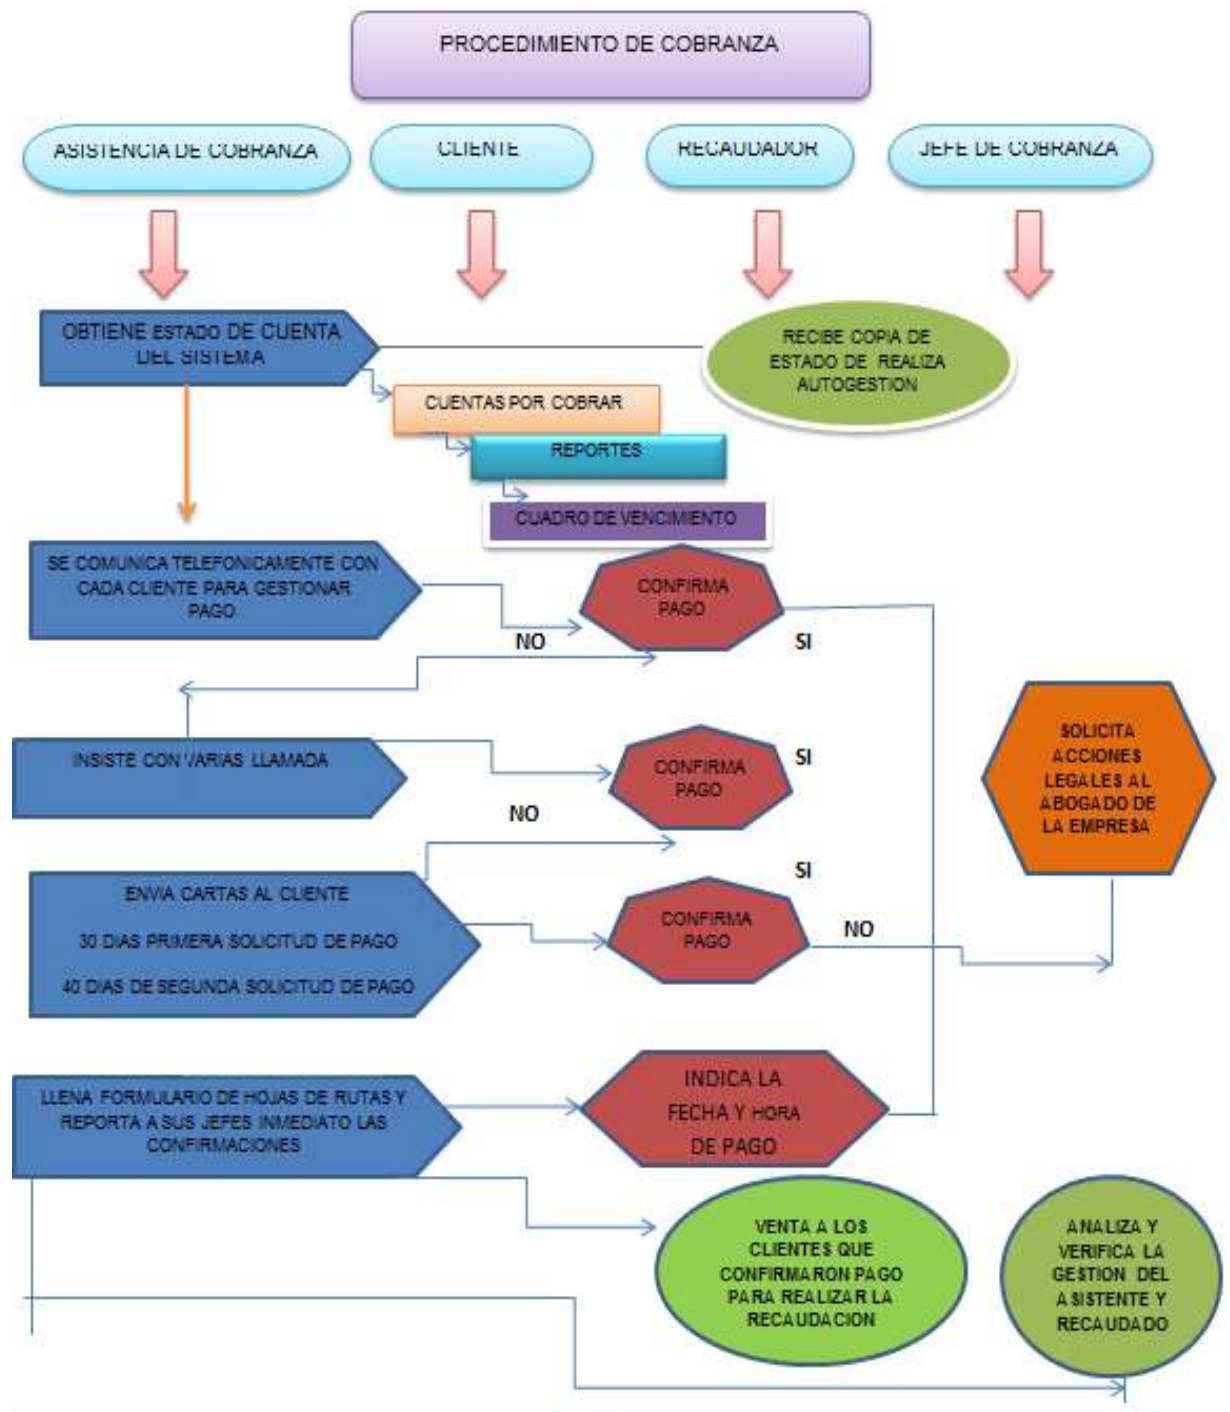 PROCEDIMIENTO DE COBRANZA
ASISTENCIA DE COBRANZA
CLIENTE
RECAUDADOR
JEFE DE COBRANZA
OBTIENE ESTADO DE CUENTA
DEL SISTEMA
RECIBE COPIA DE
ESTADO DE REALIZA
AUTOGESTION
CUENTAS POR COBRAR
REPORTES
CUADRO DE VENCIMIENTO
SE COMUNICA TELEFONICAMENTE CON
CADA CLIENTE PARA GESTIONAR
PAGO.
CONFIRMA
PAGO
NO
SI
INSISTE CON VARIAS LLAMADA
CONFIRMA
PAGO
SI
NO
SOLICITA
ACCIONES
LEGALES AL
ABOGADO DE
LA EMPRESA
ENVIA CARTAS AL CLIENTE
30 DIAS PRIMERA SOLICITUD DE PAGO
40 DIAS DE SEGUNDA SOLICITUD DE PAGO
SI
CONFIRMA
PAGO
NO
LLENA FORMULARIO DE HOJAS DE RUTAS Y
REPORTA A SUS JEFES INMEDIATO LAS
CONFIRMACIONES
INDICA LA
FECHA Y HORA
DE PAGO
VENTA A LOS
CLIENTES QUE
CONFIRMARON PAGO
PARA REALIZAR LA
RECAUDACION
ANALIZA Y
VERIFICA LA
GESTION DEL
ASISTENTE Y
RECAUDADO